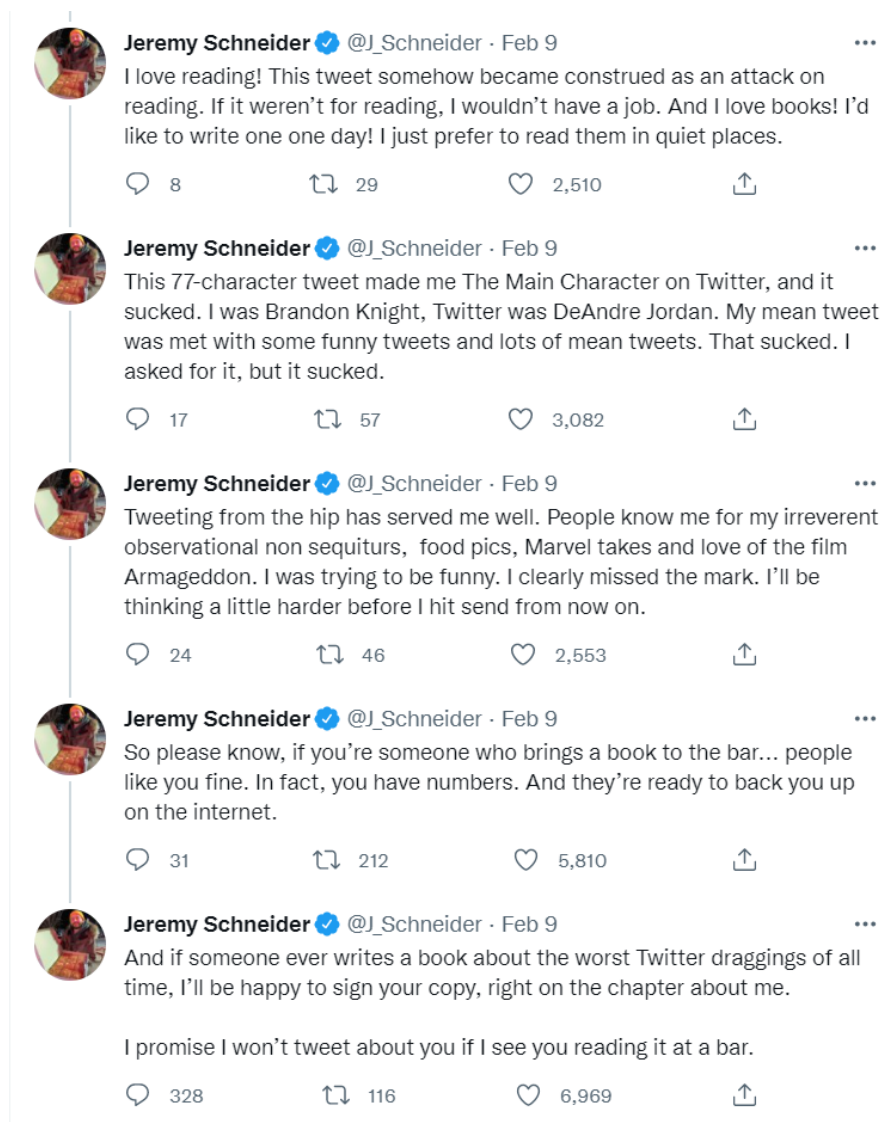 Jeremy Schneider @J_Schneider · Feb 9 ···
I love reading! This tweet somehow became construed as an attack on
reading. If it weren’t for reading, I wouldn’t have a job. And I love books! I’d
like to write one one day! I just prefer to read them in quiet places.
8 29 2,510
Jeremy Schneider @J_Schneider · Feb 9 ···
This 77-character tweet made me The Main Character on Twitter, and it
sucked. I was Brandon Knight, Twitter was DeAndre Jordan. My mean tweet
was met with some funny tweets and lots of mean tweets. That sucked. I
asked for it, but it sucked.
17 57 3,082
Jeremy Schneider @J_Schneider · Feb 9 ···
Tweeting from the hip has served me well. People know me for my irreverent
observational non sequiturs,  food pics, Marvel takes and love of the film
Armageddon. I was trying to be funny. I clearly missed the mark. I’ll be
thinking a little harder before I hit send from now on.
24 46 2,553
Jeremy Schneider @J_Schneider · Feb 9 ···
So please know, if you’re someone who brings a book to the bar... people
like you fine. In fact, you have numbers. And they’re ready to back you up
on the internet.
31 212 5,810
Jeremy Schneider @J_Schneider · Feb 9 ···
And if someone ever writes a book about the worst Twitter draggings of all
time, I’ll be happy to sign your copy, right on the chapter about me.
I promise I won’t tweet about you if I see you reading it at a bar.
328 116 6,969